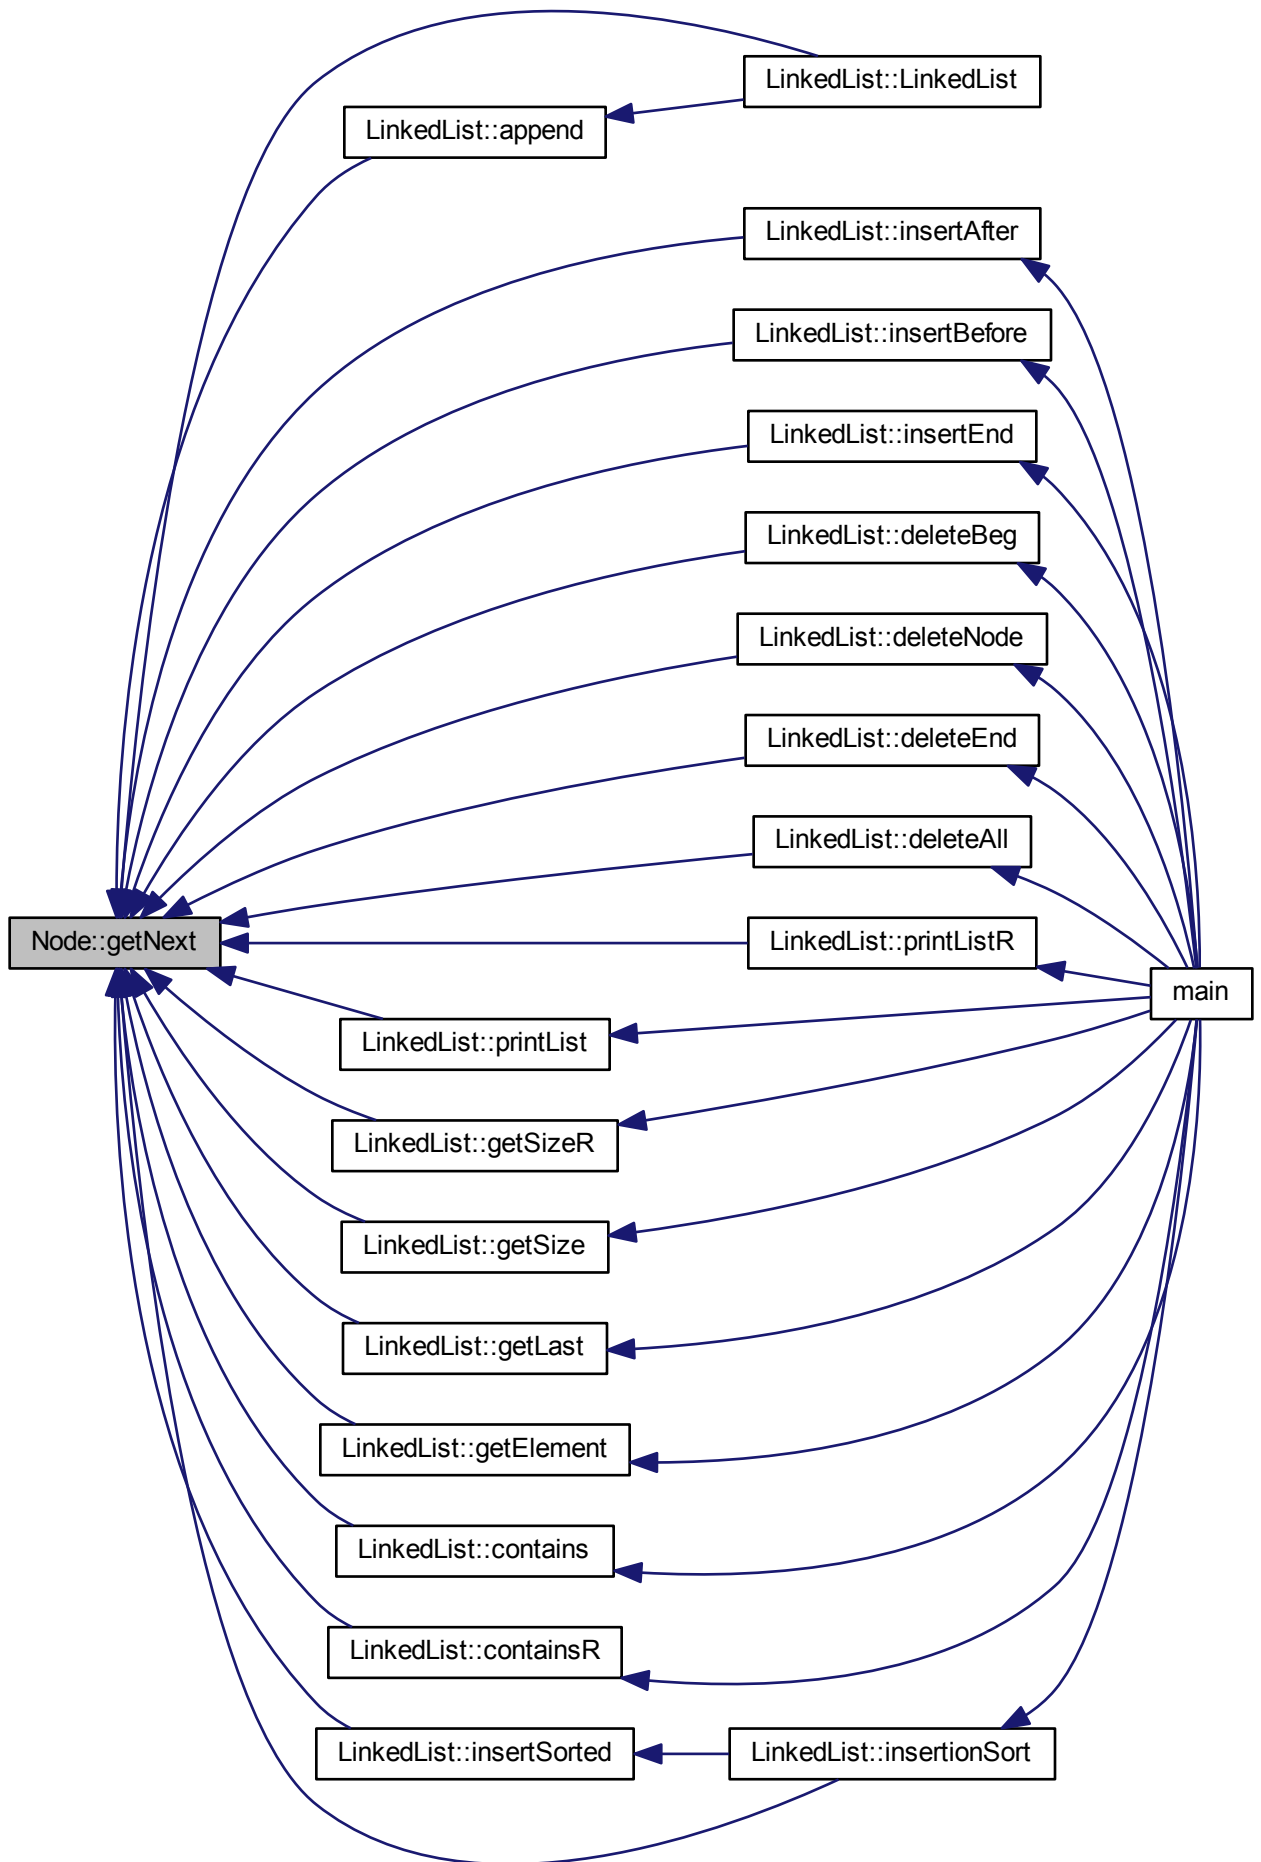 LinkedList::LinkedList
LinkedList::append
LinkedList::insertAfter
LinkedList::insertBefore
LinkedList::insertEnd
LinkedList::deleteBeg
LinkedList::deleteNode
LinkedList::deleteEnd
LinkedList::deleteAll
Node::getNext
LinkedList::printListR
main
LinkedList::printList
LinkedList::getSizeR
LinkedList::getSize
LinkedList::getLast
LinkedList::getElement
LinkedList::contains
LinkedList::containsR
LinkedList::insertSorted
LinkedList::insertionSort